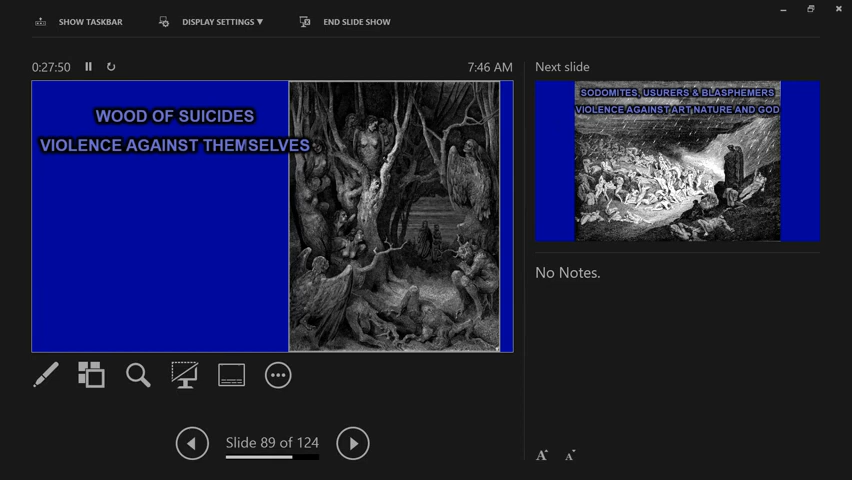 SHOW TASKBAR
DISPLAY SETTINGS ▼
END SLIDE SHOW
0:27:50
7:46 AM
WOOD OF SUICIDES
VIOLENCE AGAINST THEMSELVES
Next slide
SODOMITES, USURERS & BLASPHEMERS
VIOLENCE AGAINST ART NATURE AND GOD
No Notes.
Slide 89 of 124
A A